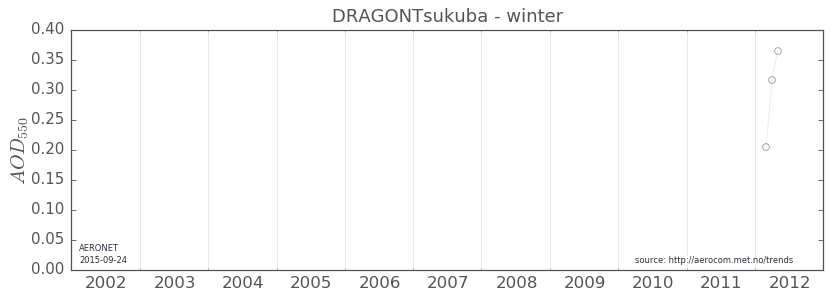 DRAGONTsukuba - winter
0.40
0.35
0.30
0.25
0.20
0.15
0.10
0.05
0.00
AOD550
AERONET
2015-09-24
source: http://aerocom.met.no/trends
2002 2003 2004 2005 2006 2007 2008 2009 2010 2011 2012